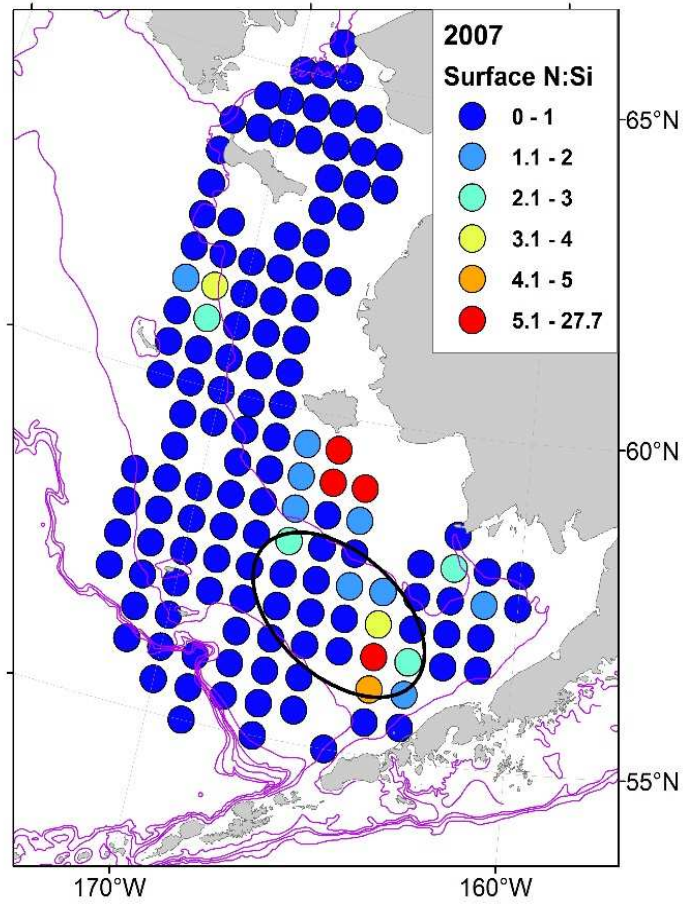 2007
Surface N:Si
0 - 1
1.1 - 2
2.1 - 3
3.1 - 4
4.1 - 5
5.1 - 27.7
65°N
60°N
55°N
170°W
160°W